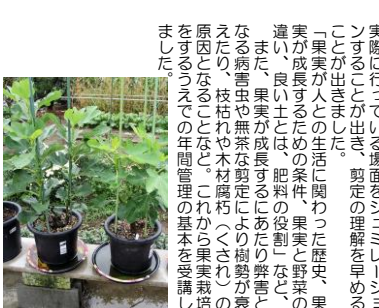 実際に行っている場面をシュミレーショ
ンすることが出き、剪定の理解を早める
ことが出きました。
「果実が人との生活に関わった歴史、果
実が成長するための条件、果実と野菜の
違い、良い土とは、肥料の役割」など。
また、果実が成長するにあたり弊害と
なる病害虫や無茶な剪定により樹勢が衰
えたり、枝枯れや木材腐朽（くされ）の
原因となることなど。これから果実栽培
をするうえでの年間管理の基本を受講し
ました。